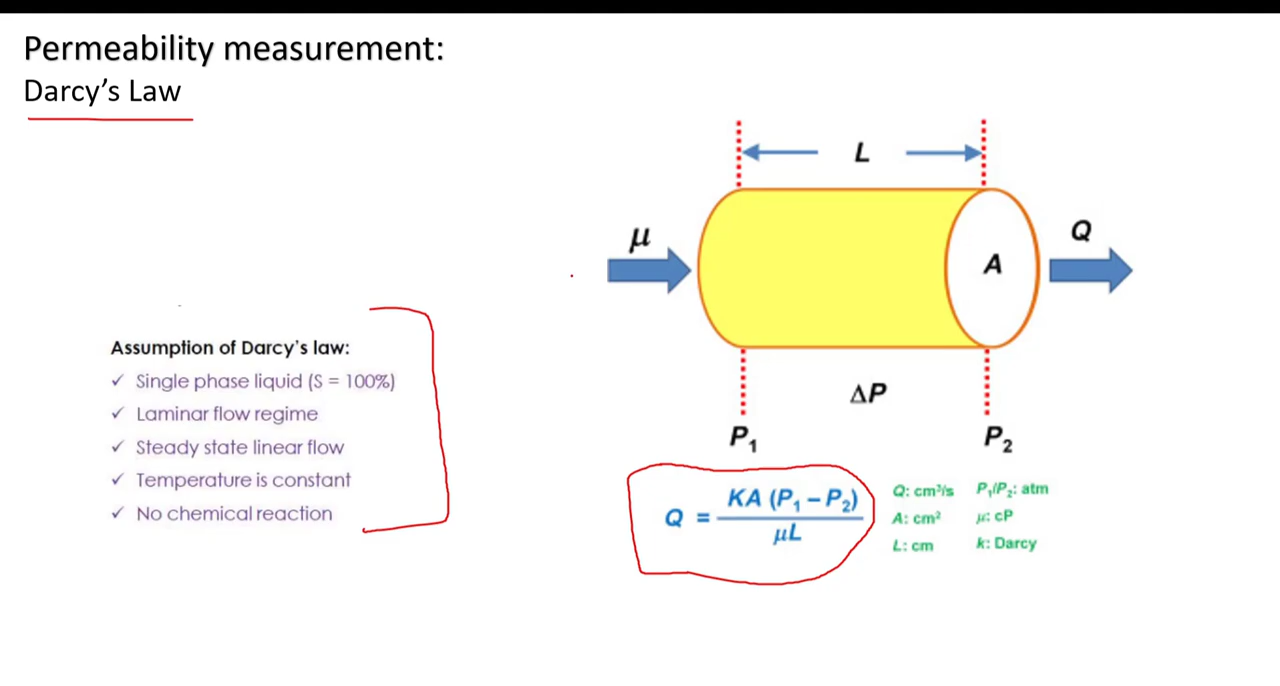 Permeability measurement:
Darcy's Law
L
μ
Q
A
ΔP
P₁
P₂
Assumption of Darcy's law:
✓ Single phase liquid (S = 100%)
✓ Laminar flow regime
✓ Steady state linear flow
✓ Temperature is constant
✓ No chemical reaction
Q = KA (P₁ – P₂) / μL
Q: cm³/s P₁/P₂: atm
A: cm² μ: cP
L: cm k: Darcy